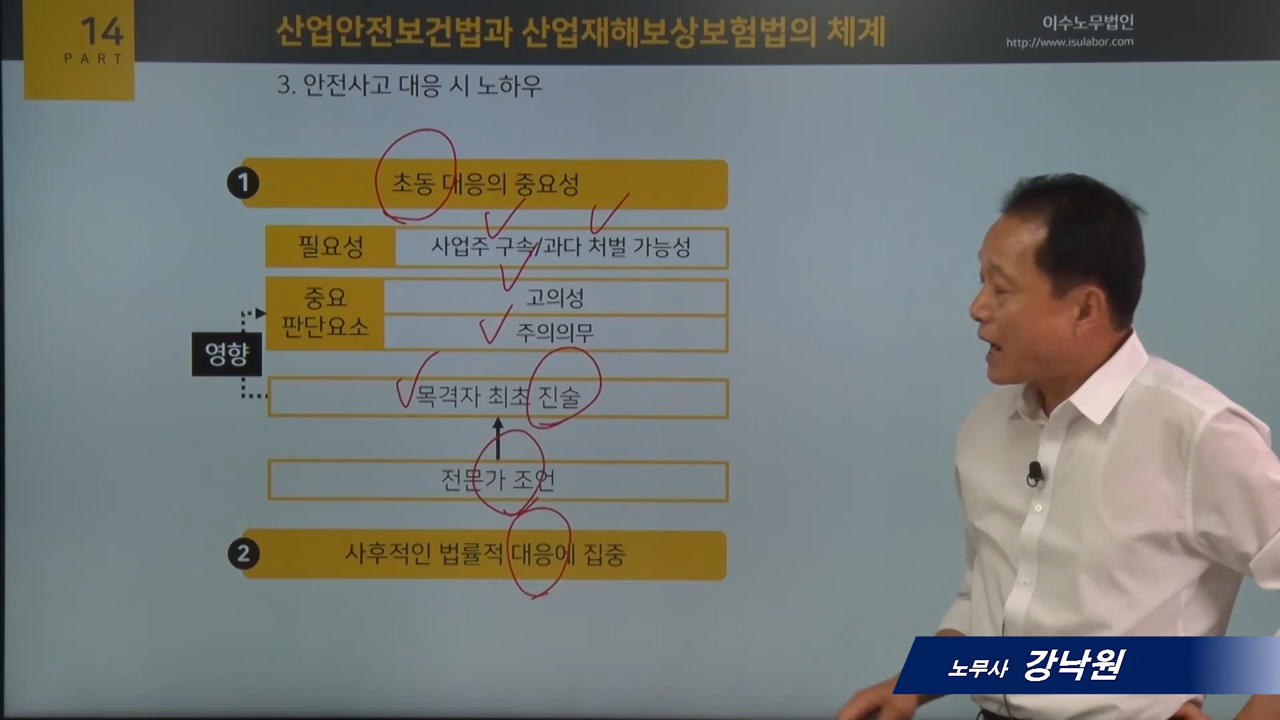 14
PART
산업안전보건법과 산업재해보상보험법의 체계
이수노무법인
http://www.isulabor.com
3. 안전사고 대응 시 노하우
1 초동 대응의 중요성
필요성 사업주 구속/과다 처벌 가능성
중요
판단요소
고의성
주의의무
영향
목격자 최초 진술
전문가 조언
2 사후적인 법률적 대응에 집중
노무사 강낙원